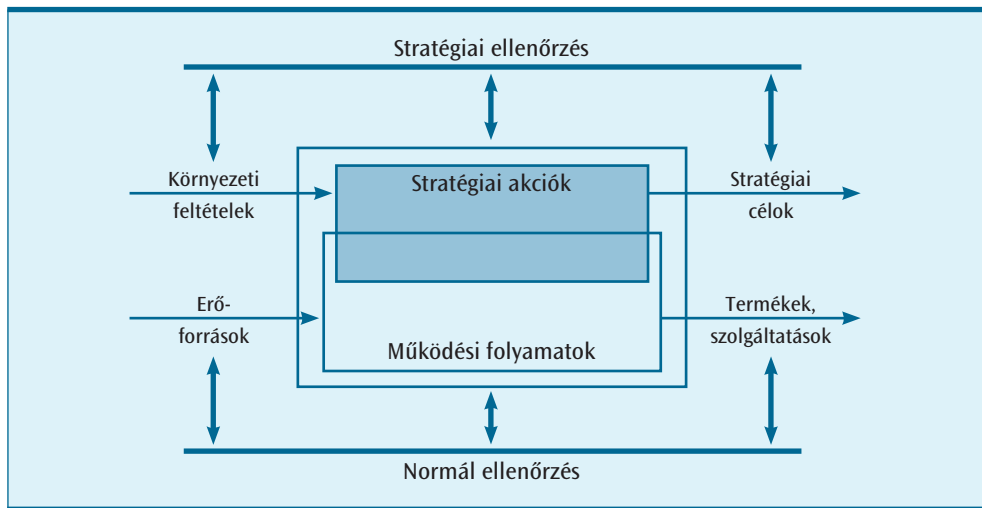 Stratégiai ellenőrzés
Környezeti
feltételek
Stratégiai akciók
Stratégiai
célok
Erő-
források
Működési folyamatok
Termékek,
szolgáltatások
Normál ellenőrzés